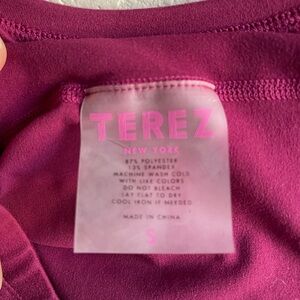 TEREZ
NEW YORK
87% POLYESTER
13% SPANDEX
MACHINE WASH COLD
WITH LIKE COLORS
DO NOT BLEACH
LAY FLAT TO DRY
COOL IRON IF NEEDED
MADE IN CHINA
S